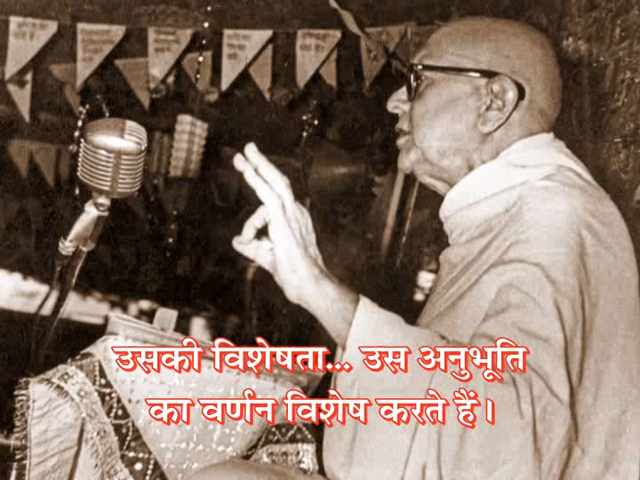 उसकी विशेषता... उस अनुभूति
का वर्णन विशेष करते हैं।